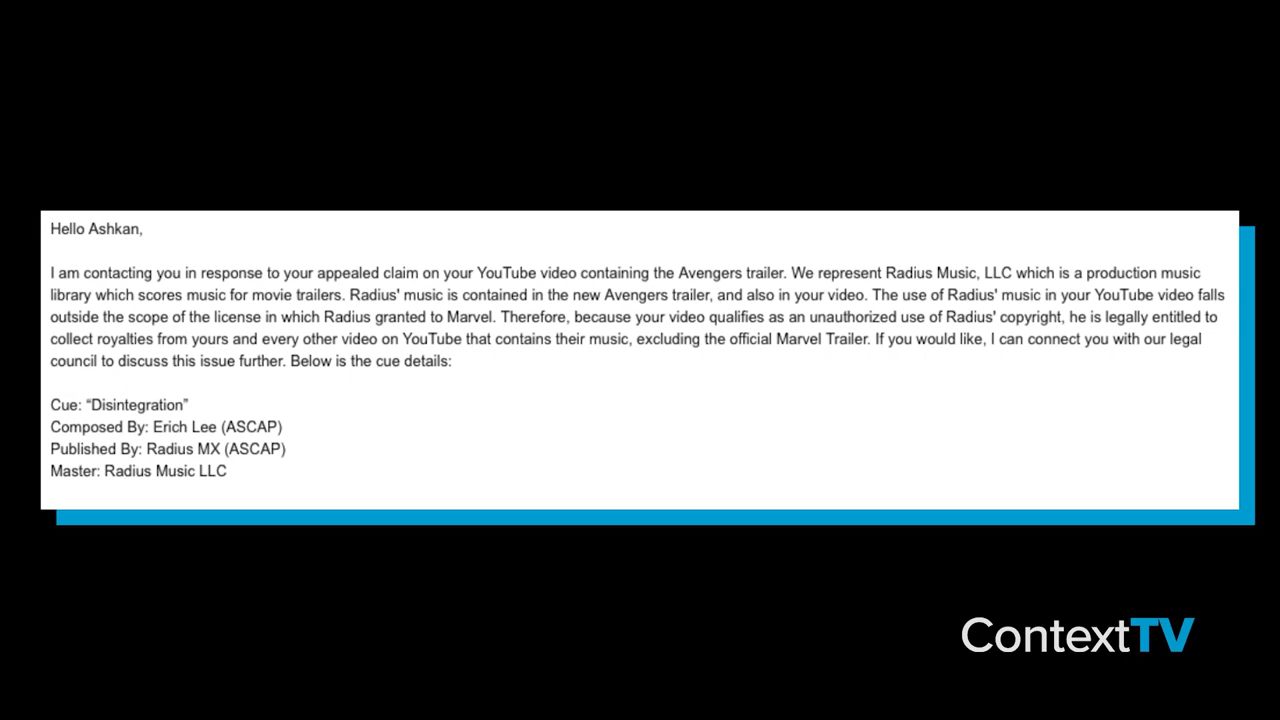 Hello Ashkan,
I am contacting you in response to your appealed claim on your YouTube video containing the Avengers trailer. We represent Radius Music, LLC which is a production music
library which scores music for movie trailers. Radius' music is contained in the new Avengers trailer, and also in your video. The use of Radius' music in your YouTube video falls
outside the scope of the license in which Radius granted to Marvel. Therefore, because your video qualifies as an unauthorized use of Radius' copyright, he is legally entitled to
collect royalties from yours and every other video on YouTube that contains their music, excluding the official Marvel Trailer. If you would like, I can connect you with our legal
council to discuss this issue further. Below is the cue details:
Cue: “Disintegration”
Composed By: Erich Lee (ASCAP)
Published By: Radius MX (ASCAP)
Master: Radius Music LLC
ContextTV